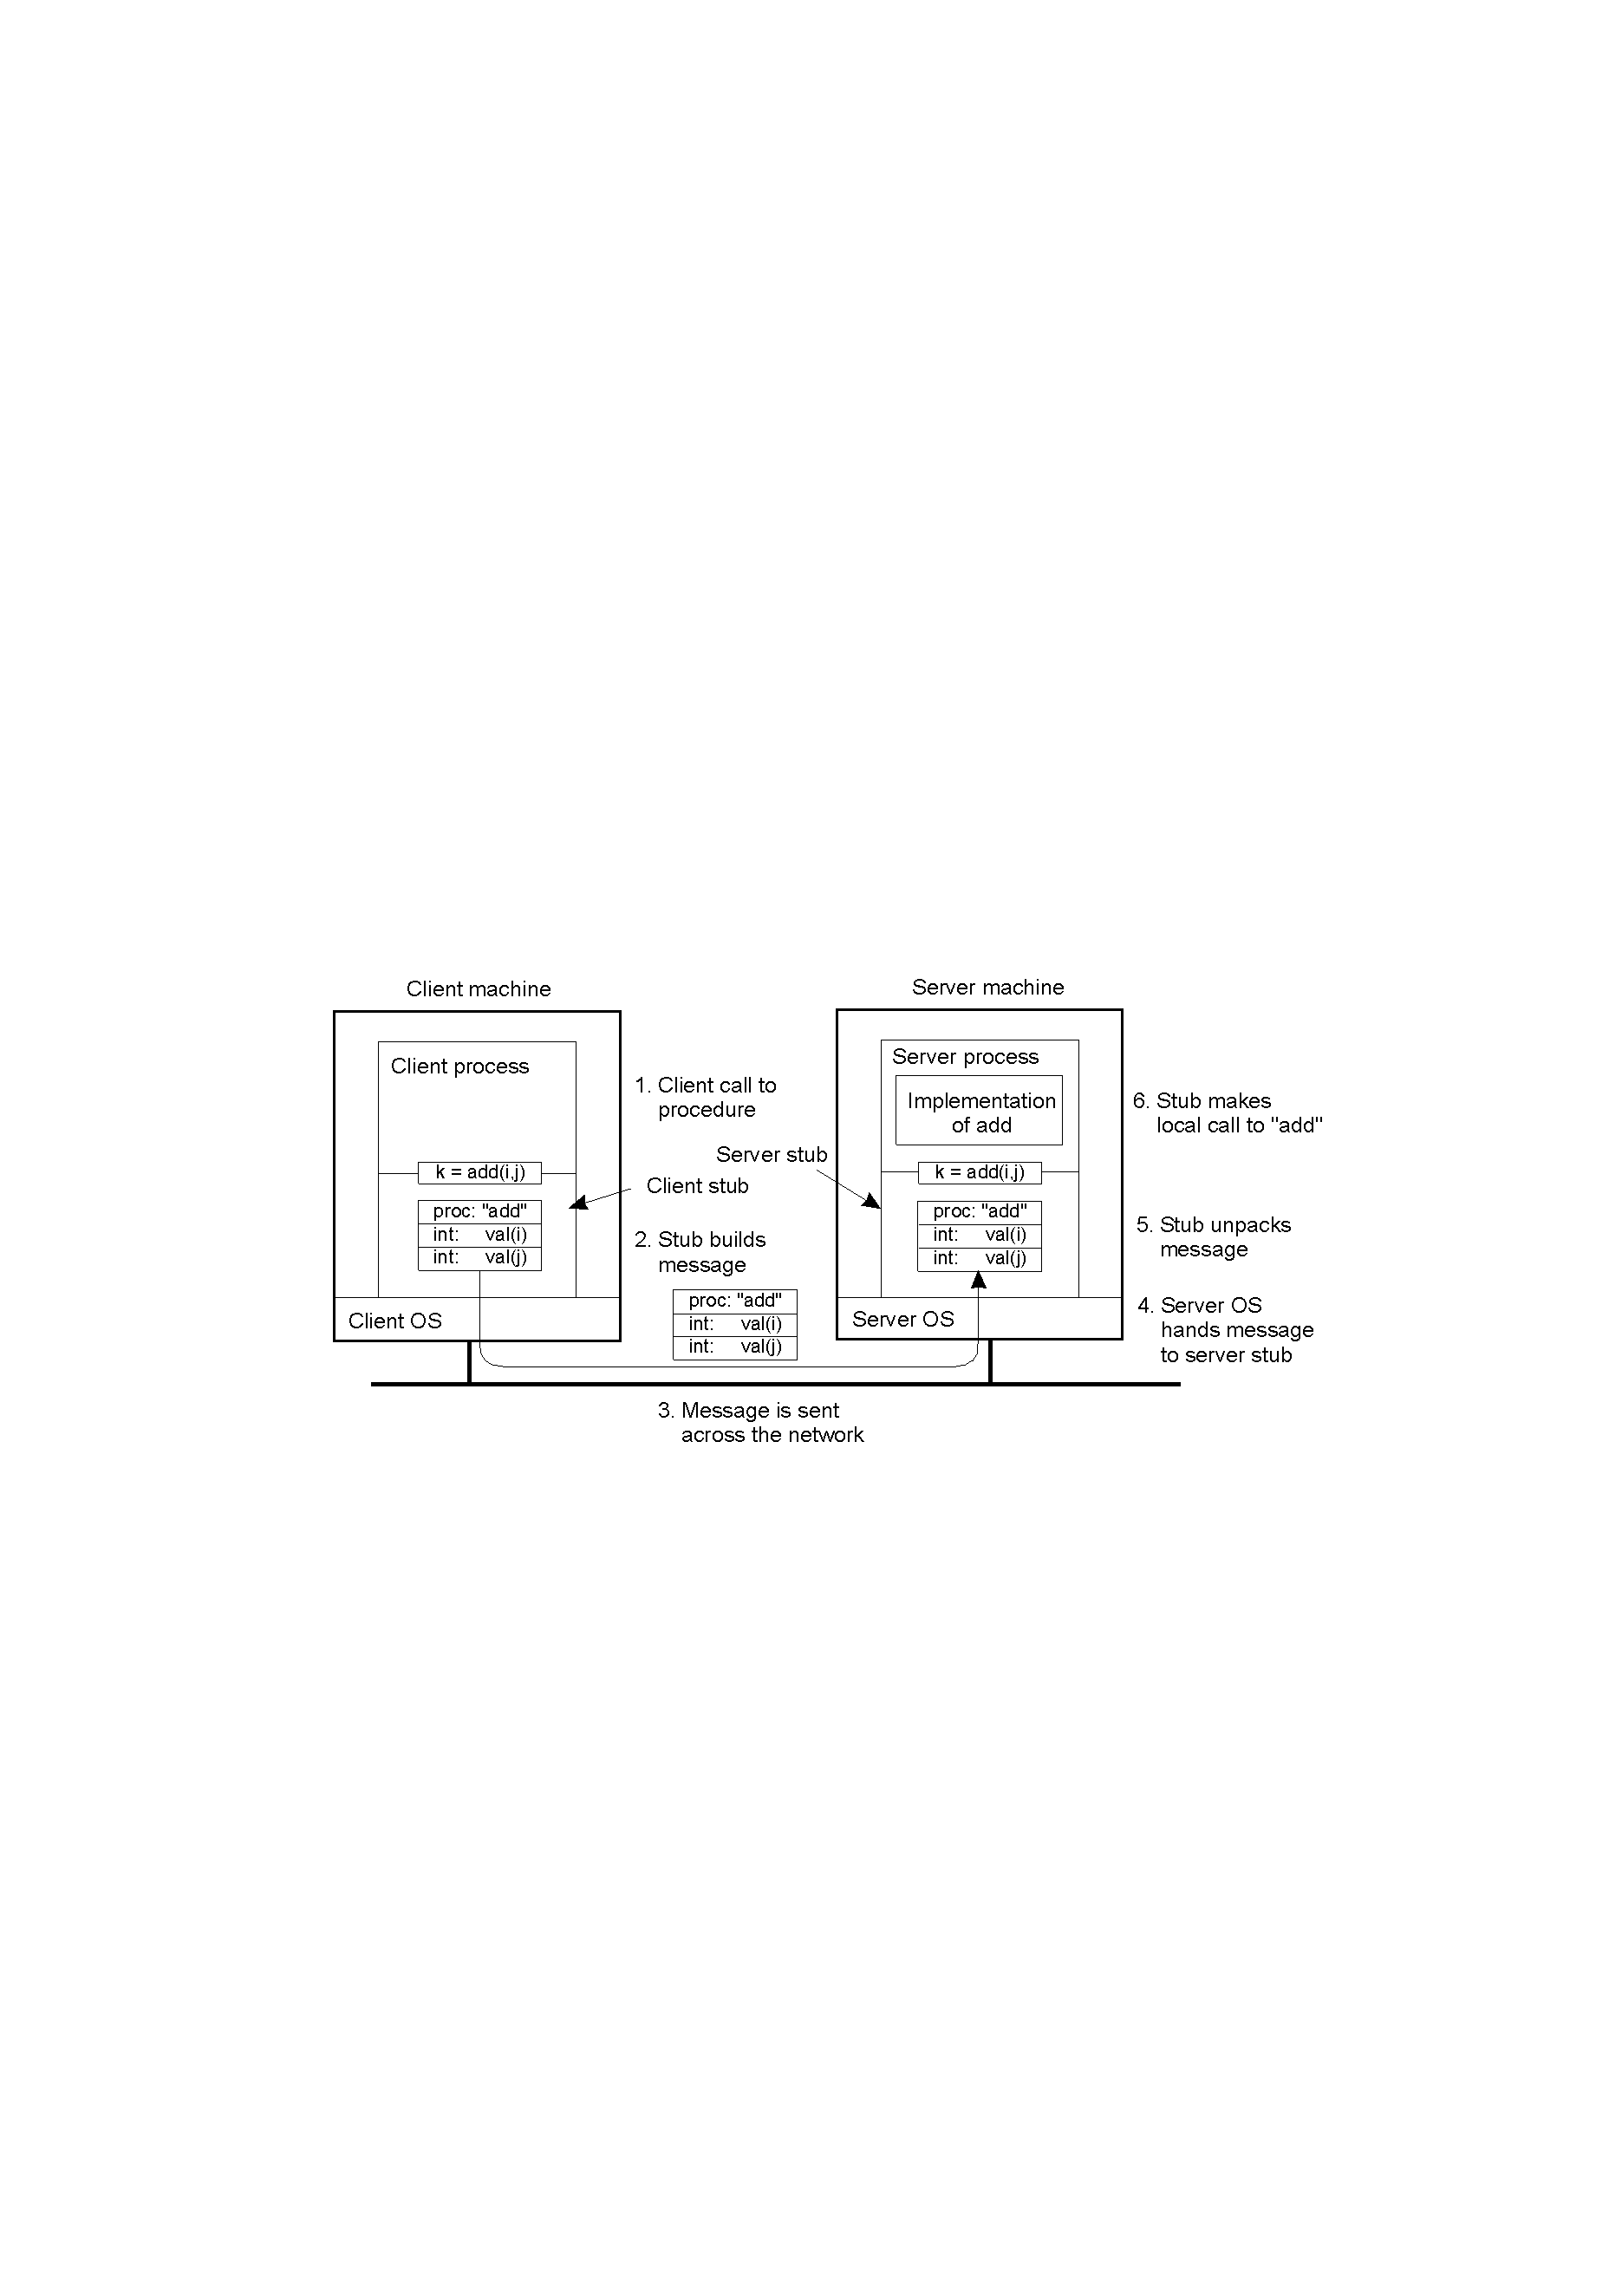 Client machine
Server machine
Client process
1. Client call to
procedure
Server process
Implementation
of add
6. Stub makes
local call to "add"
Server stub
k = add(i,j)
k = add(i,j)
Client stub
proc: "add"
int: val(i)
int: val(j)
2. Stub builds
message
proc: "add"
int: val(i)
int: val(j)
5. Stub unpacks
message
proc: "add"
int: val(i)
int: val(j)
Client OS
Server OS
4. Server OS
hands message
to server stub
3. Message is sent
across the network